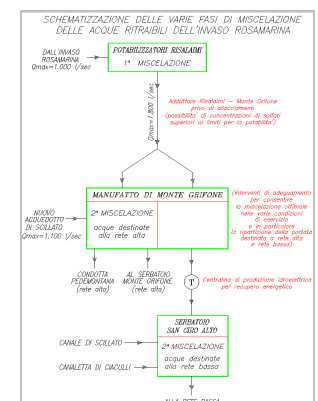 SCHEMATIZZAZIONE DELLE VARIE FASI DI MISCELAZIONE
DELLE ACQUE RITRAIBILI DELL'INVASO ROSAMARINA
DALL'INVASO
ROSAMARINA
Qmax=1.000 l/sec
POTABILIZZATORI RISALAIMI
1ª MISCELAZIONE
Qmax=1.800 l/sec
Adduttore Risalaimi - Monte Grifone
privo di allacciamenti
(possibilita' di concentrazioni di solfati
superiori ai limiti per la potabilita')
MANUFATTO DI MONTE GRIFONE
NUOVO
ACQUEDOTTO
DI SCILLATO
Qmax=1.100 l/sec
2ª MISCELAZIONE
acque destinate
alla rete alta
(Interventi di adeguamento
per consentire
la miscelazione ottimale
nelle varie condizioni
di esercizio
e in particolare
la ripartizione della portata
destinata a rete alta
e rete bassa)
CONDOTTA
PEDEMONTANA
(rete alta)
AL SERBATOIO
MONTE GRIFONE
(rete alta)
T
Centralina di produzione idroelettrica
per recupero energetico
SERBATOIO
SAN CIRO ALTO
CANALE DI SCILLATO
2ª MISCELAZIONE
acque destinate
alla rete bassa
CANALETTA DI CIACULLI
ALLA RETE BASSA